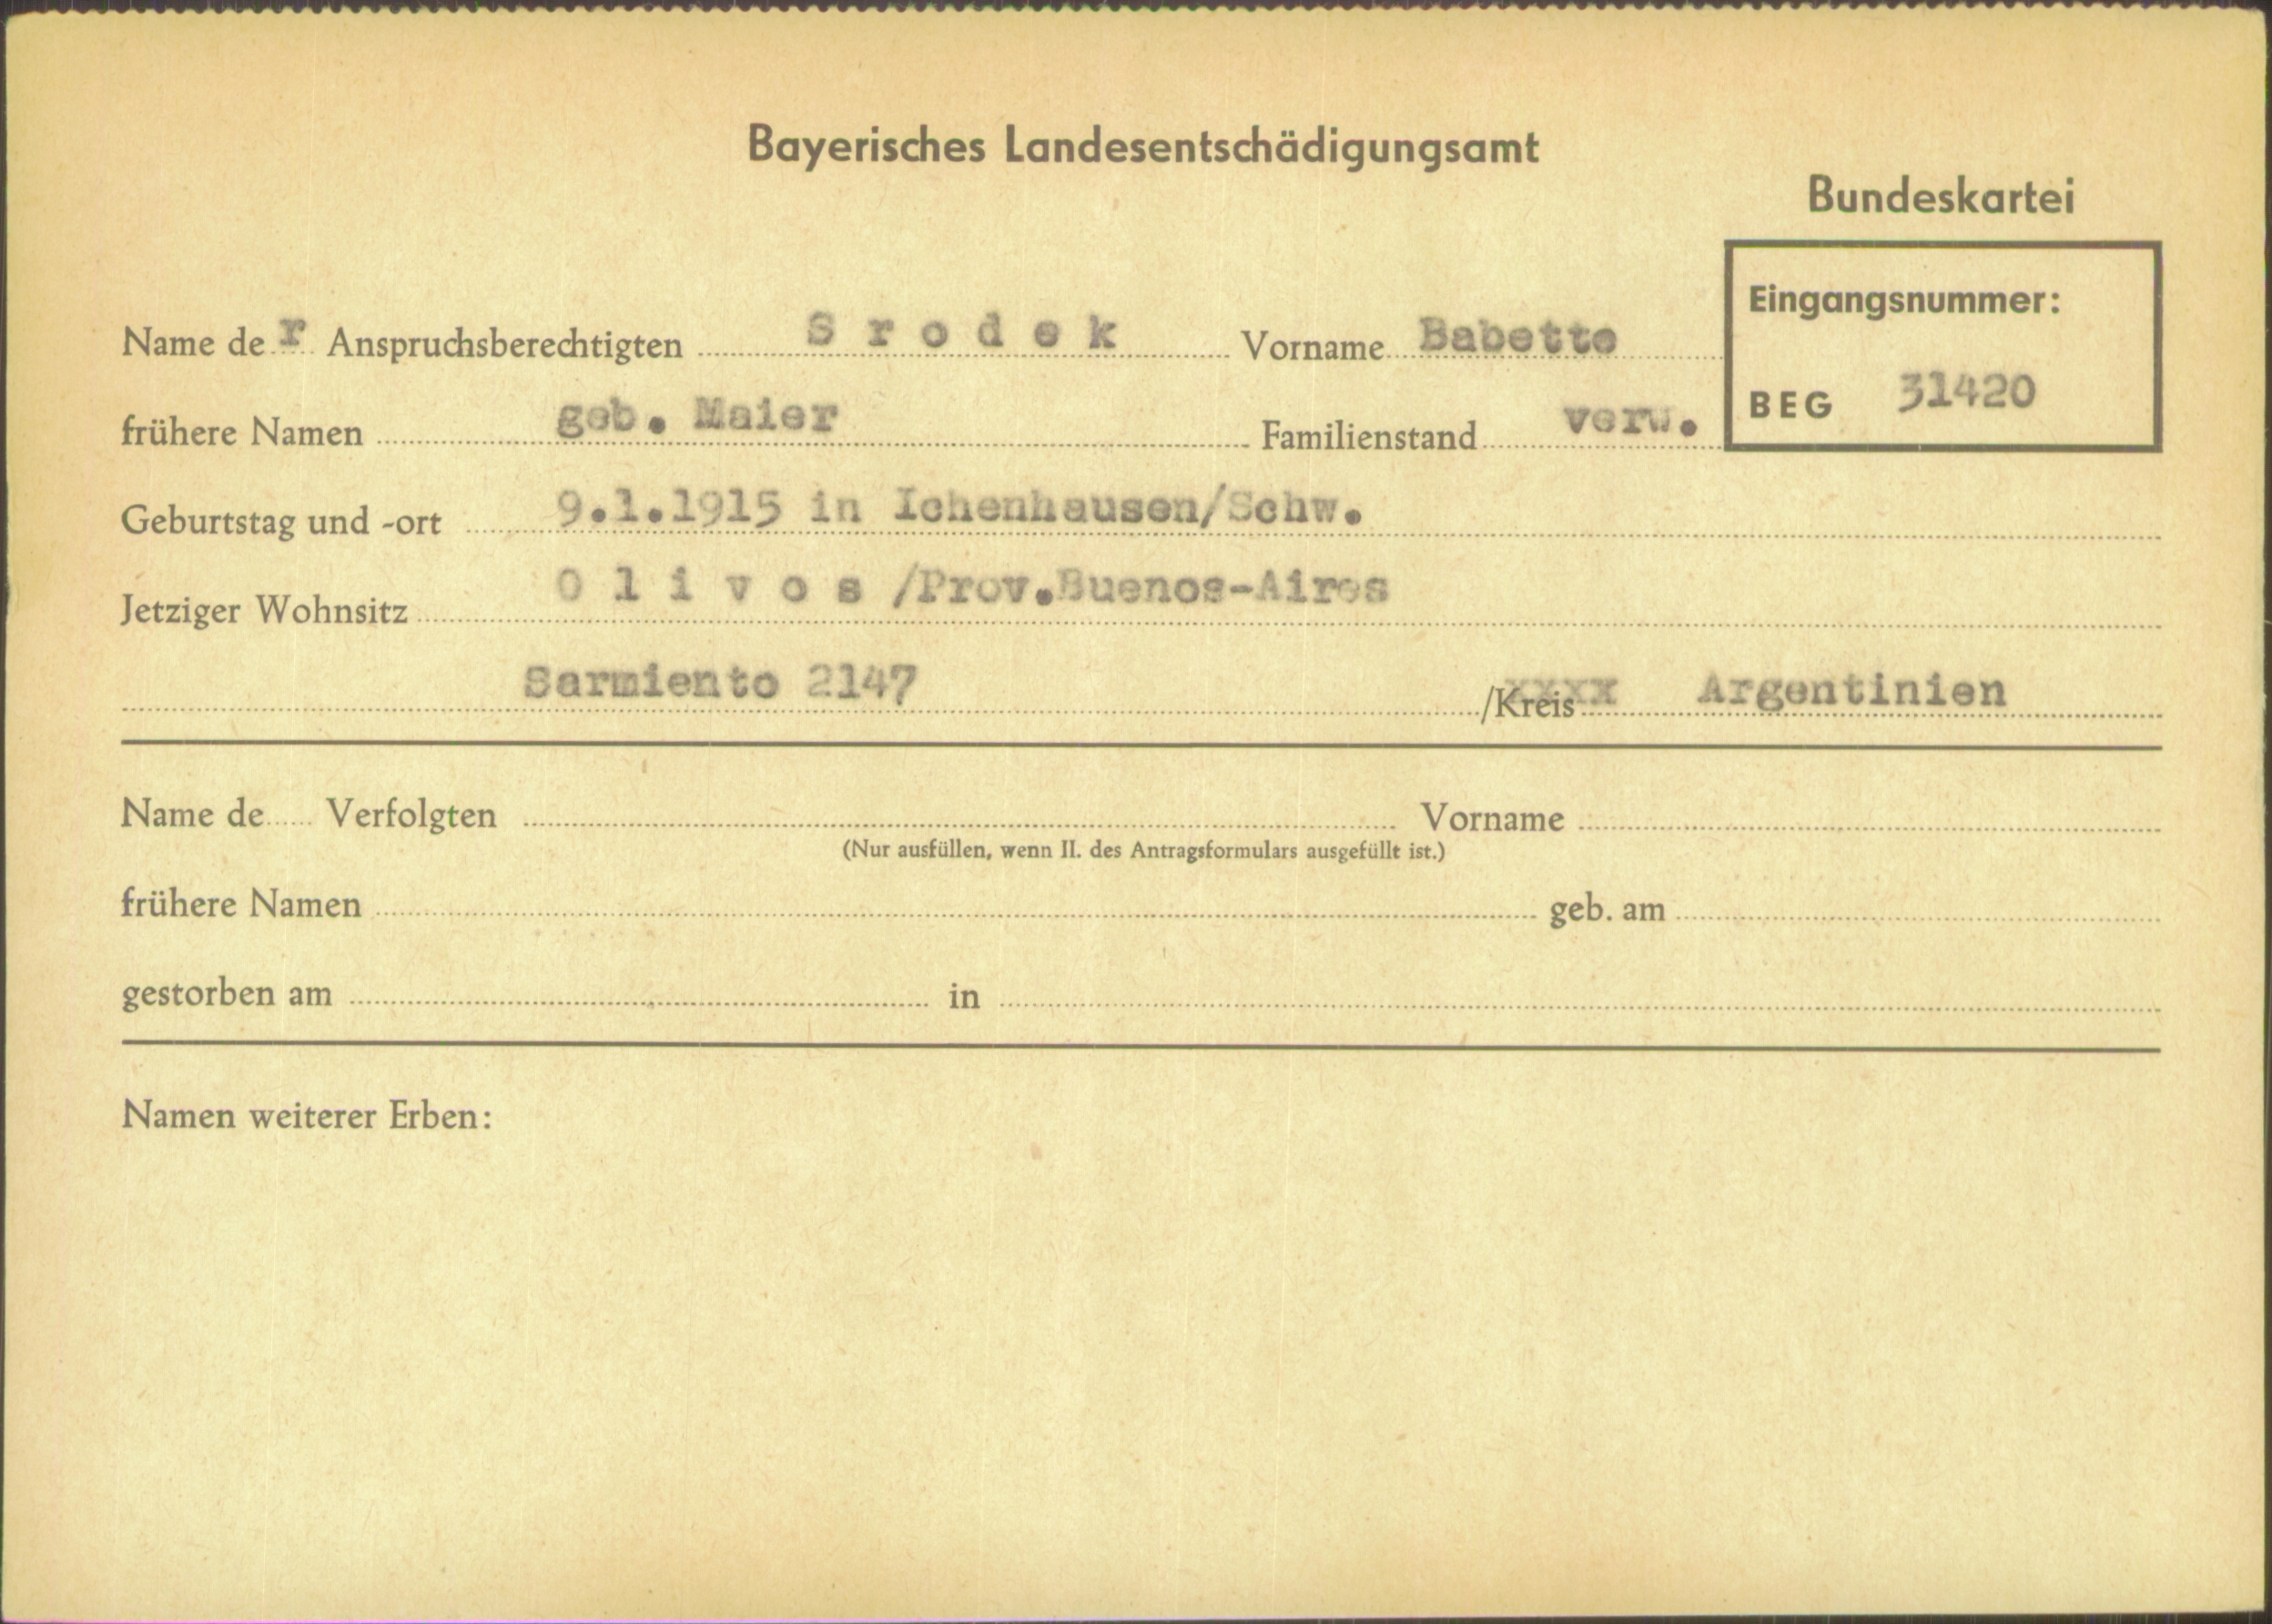 Bayerisches Landesentschädigungsamt
Bundeskartei
Eingangsnummer:
BEG 31420
Name der Anspruchsberechtigten S r o d e k Vorname Babette
frühere Namen geb. Maier Familienstand verw.
Geburtstag und -ort 9.1.1915 in Ichenhausen/Schw.
Jetziger Wohnsitz O l i v o s /Prov.Buenos-Aires
Sarmiento 2147 /Kreis xxxx Argentinien
Name de Verfolgten Vorname
(Nur ausfüllen, wenn II. des Antragsformulars ausgefüllt ist.)
frühere Namen geb. am
gestorben am in
Namen weiterer Erben: